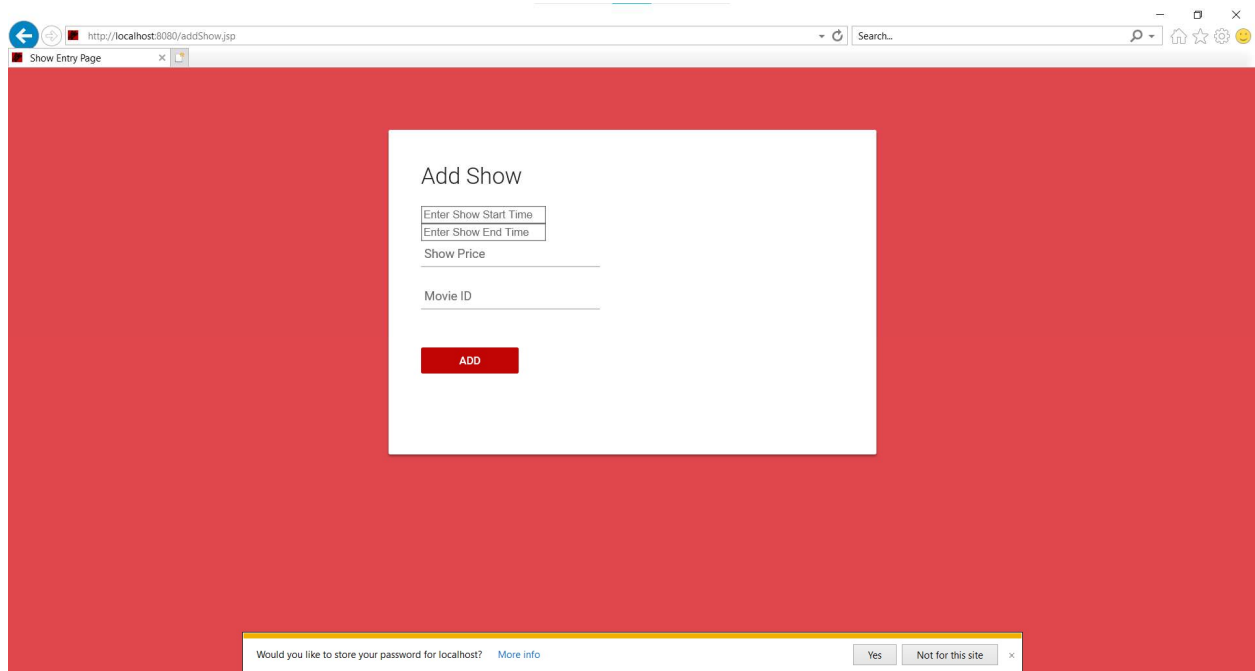 http://localhost:8080/addShow.jsp
Search...
Show Entry Page
Add Show
Enter Show Start Time
Enter Show End Time
Show Price
Movie ID
ADD
Would you like to store your password for localhost? More info Yes Not for this site